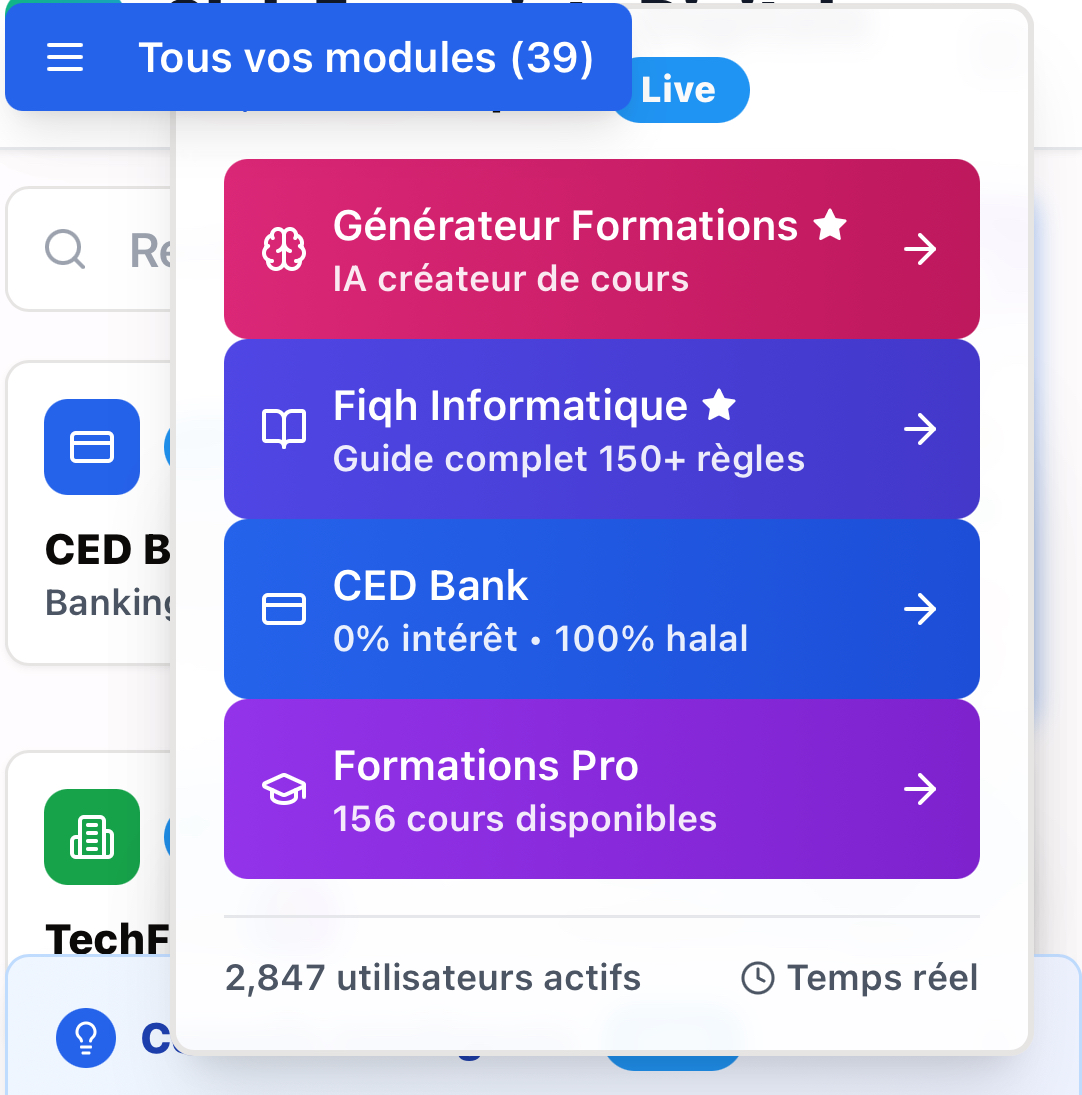 Tous vos modules (39)
Live
Générateur Formations
IA créateur de cours
Fiqh Informatique
Guide complet 150+ règles
CED Bank
0% intérêt • 100% halal
Formations Pro
156 cours disponibles
2,847 utilisateurs actifs
Temps réel
Re
CED B
Banking
TechF
C